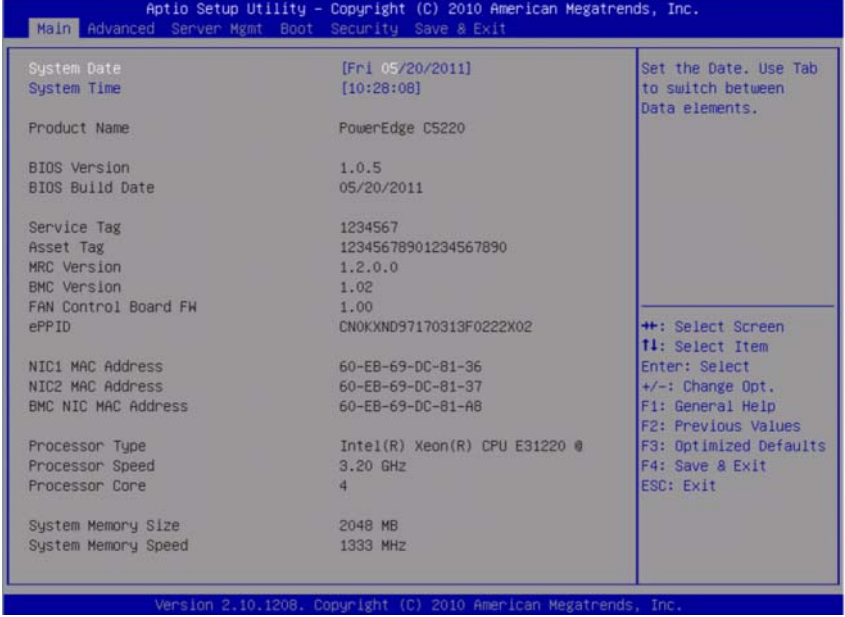 Aptio Setup Utility – Copyright (C) 2010 American Megatrends, Inc.
Main Advanced Server Mgmt Boot Security Save & Exit
System Date [Fri 05/20/2011]
System Time [10:28:08]
Product Name PowerEdge C5220
BIOS Version 1.0.5
BIOS Build Date 05/20/2011
Service Tag 1234567
Asset Tag 12345678901234567890
MRC Version 1.2.0.0
BMC Version 1.02
FAN Control Board FW 1.00
ePPID CN0KXND97170313F0222X02
NIC1 MAC Address 60-EB-69-DC-81-36
NIC2 MAC Address 60-EB-69-DC-81-37
BMC NIC MAC Address 60-EB-69-DC-81-A8
Processor Type Intel(R) Xeon(R) CPU E31220 @
Processor Speed 3.20 GHz
Processor Core 4
System Memory Size 2048 MB
System Memory Speed 1333 MHz
Set the Date. Use Tab
to switch between
Data elements.
→←: Select Screen
↑↓: Select Item
Enter: Select
+/-: Change Opt.
F1: General Help
F2: Previous Values
F3: Optimized Defaults
F4: Save & Exit
ESC: Exit
Version 2.10.1208. Copyright (C) 2010 American Megatrends, Inc.